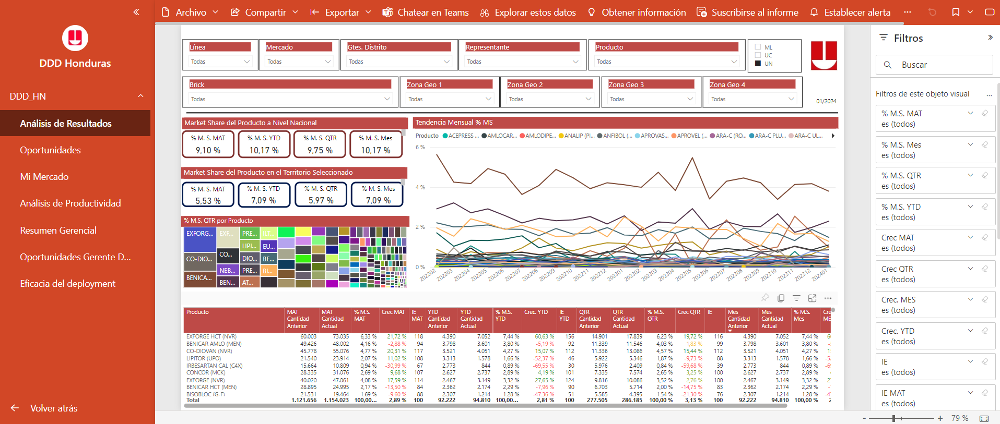 Archivo
Compartir
Exportar
Chatear en Teams
Explorar estos datos
Obtener información
Suscribirse al informe
Establecer alerta
DDD Honduras
DDD_HN
Análisis de Resultados
Oportunidades
Mi Mercado
Análisis de Productividad
Resumen Gerencial
Oportunidades Gerente D...
Eficacia del deployment
Volver atrás
Línea
Todas
Mercado
Todas
Gtes. Distrito
Todas
Representante
Todas
Producto
Todas
ML
UC
UN
Brick
Todas
Zona Geo 1
Todas
Zona Geo 2
Todas
Zona Geo 3
Todas
Zona Geo 4
Todas
01/2024
Market Share del Producto a Nivel Nacional
% M. S. MAT
9,10 %
% M. S. YTD
10,17 %
% M. S. QTR
9,75 %
% M. S. Mes
10,17 %
Market Share del Producto en el Territorio Seleccionado
% M. S. MAT
5,53 %
% M. S. YTD
7,09 %
% M. S. QTR
5,97 %
% M. S. Mes
7,09 %
% M.S. QTR por Producto
EXFORG...
CO-DIO...
BENICA...
EXF...
CO...
NEB...
BEN...
PRE...
LIPI...
DIO...
PRE...
AT...
ILT...
EU...
BE...
BI...
Tendencia Mensual % MS
Producto ACEPRESS ... AMLOCAR... AMLODIPE... ANALIP (PI... ANFIBOL (... APROVAS... APROVEL (... ARA-C (RO... ARA-C PLU... ARA-C UL...
6 %
4 %
2 %
0 %
202202 202203 202204 202205 202206 202207 202208 202209 202210 202211 202212 202301 202302 202303 202304 202305 202306 202307 202308 202309 202310 202311 202312 202401
Producto MAT Cantidad Anterior MAT Cantidad Actual % M.S. MAT Crec MAT IE MAT YTD Cantidad Anterior YTD Cantidad Actual % M.S. YTD Crec. YTD IE YTD QTR Cantidad Anterior QTR Cantidad Actual % M.S. QTR Crec QTR IE Mes Cantidad Anterior Mes Cantidad Actual % M.S. Mes Cre ME
EXFORGE HCT (NVR) 60.003 73.035 6,33 % 21,72 % 118 4.390 7.052 7,44 % 60,63 % 156 14.901 17.839 6,23 % 19,72 % 116 4.390 7.052 7,44 %
BENICAR AMLO (MEN) 49.426 48.002 4,16 % -2,88 % 94 3.798 3.601 3,80 % -5,19 % 92 11.339 11.546 4,03 % 1,83 % 99 3.798 3.601 3,80 %
CO-DIOVAN (NVR) 45.778 55.076 4,77 % 20,31 % 117 3.521 4.051 4,27 % 15,07 % 112 11.336 13.086 4,57 % 15,44 % 112 3.521 4.051 4,27 %
LIPITOR (UPO) 21.540 23.914 2,07 % 11,02 % 108 3.313 1.578 1,66 % -52,37 % 46 5.922 5.346 1,87 % -9,73 % 88 3.313 1.578 1,66 %
IRBESARTAN CAL (C4X) 15.664 10.809 0,94 % -30,99 % 67 2.773 844 0,89 % -69,55 % 30 5.976 2.409 0,84 % -59,68 % 39 2.773 844 0,89 %
CONCOR (MCK) 28.335 31.076 2,69 % 9,68 % 107 2.627 2.737 2,89 % 4,19 % 101 7.335 7.574 2,65 % 3,25 % 100 2.627 2.737 2,89 %
EXFORGE (NVR) 40.020 47.061 4,08 % 17,59 % 114 2.467 3.149 3,32 % 27,65 % 124 9.816 10.086 3,52 % 2,76 % 100 2.467 3.149 3,32 %
BENICAR HCT (MEN) 28.895 24.995 2,17 % -13,50 % 84 2.362 2.174 2,29 % -7,96 % 90 6.703 5.714 2,00 % -14,75 % 83 2.362 2.174 2,29 %
BISOBLOC (G-F) 21.531 19.464 1,69 % -9,60 % 88 2.307 1.214 1,28 % -47,36 % 51 5.585 4.395 1,54 % -21,30 % 76 2.307 1.214 1,28 %
Total 1.121.656 1.154.023 100,00... 2,89 % 100 92.222 94.810 100,00... 2,81 % 100 277.505 286.185 100,00 % 3,13 % 100 92.222 94.810 100,00 %
Filtros
Buscar
Filtros de este objeto visual ...
% M.S. MAT
es (todos)
% M.S. Mes
es (todos)
% M.S. QTR
es (todos)
% M.S. YTD
es (todos)
Crec MAT
es (todos)
Crec QTR
es (todos)
Crec. MES
es (todos)
Crec. YTD
es (todos)
IE
es (todos)
IE MAT
es (todos)
79 %